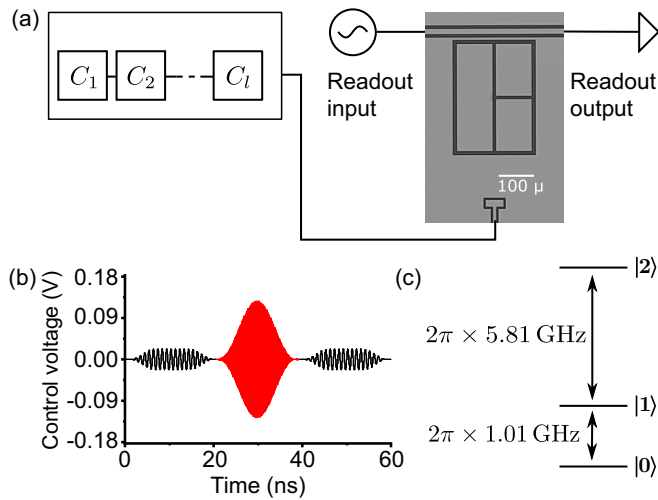 (a)
C₁ C₂ Cₗ
Readout input
Readout output
100 μ
(b)
Control voltage (V)
0.18
0.09
0.00
-0.09
-0.18
0 20 40 60
Time (ns)
(c)
|2⟩
2π × 5.81 GHz
|1⟩
2π × 1.01 GHz
|0⟩